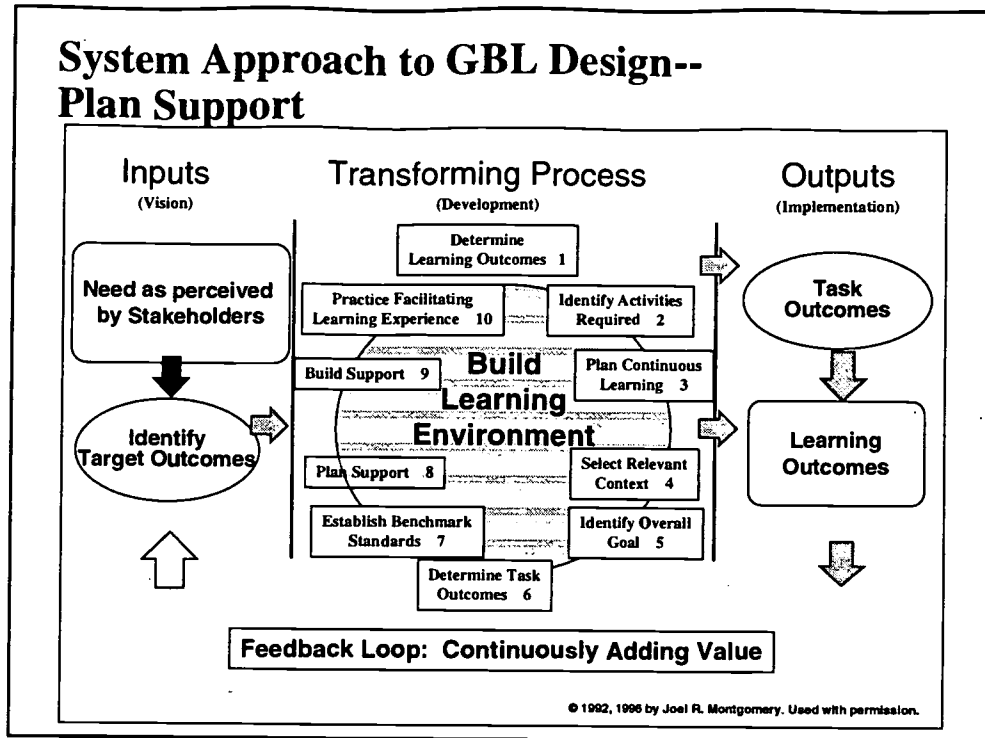 System Approach to GBL Design--
Plan Support
Inputs
(Vision)
Transforming Process
(Development)
Outputs
(Implementation)
Need as perceived
by Stakeholders
Identify
Target Outcomes
Determine
Learning Outcomes 1
Identify Activities
Required 2
Plan Continuous
Learning 3
Select Relevant
Context 4
Identify Overall
Goal 5
Determine Task
Outcomes 6
Establish Benchmark
Standards 7
Plan Support 8
Build Support 9
Practice Facilitating
Learning Experience 10
Build
Learning
Environment
Task
Outcomes
Learning
Outcomes
Feedback Loop: Continuously Adding Value
© 1992, 1996 by Joel R. Montgomery. Used with permission.